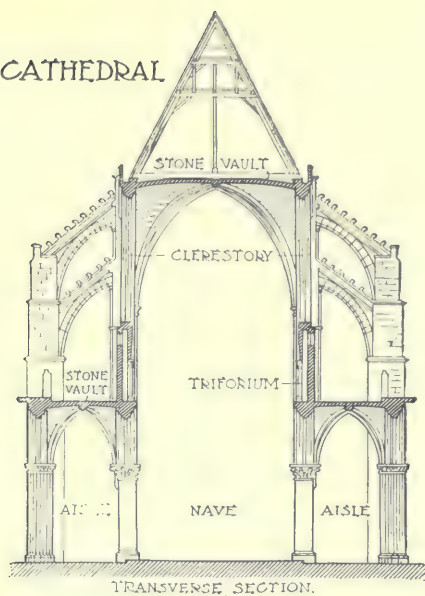 CATHEDRAL
STONE VAULT
CLERESTORY
STONE
VAULT
TRIFORIUM
NAVE
AISLE
TRANSVERSE SECTION.